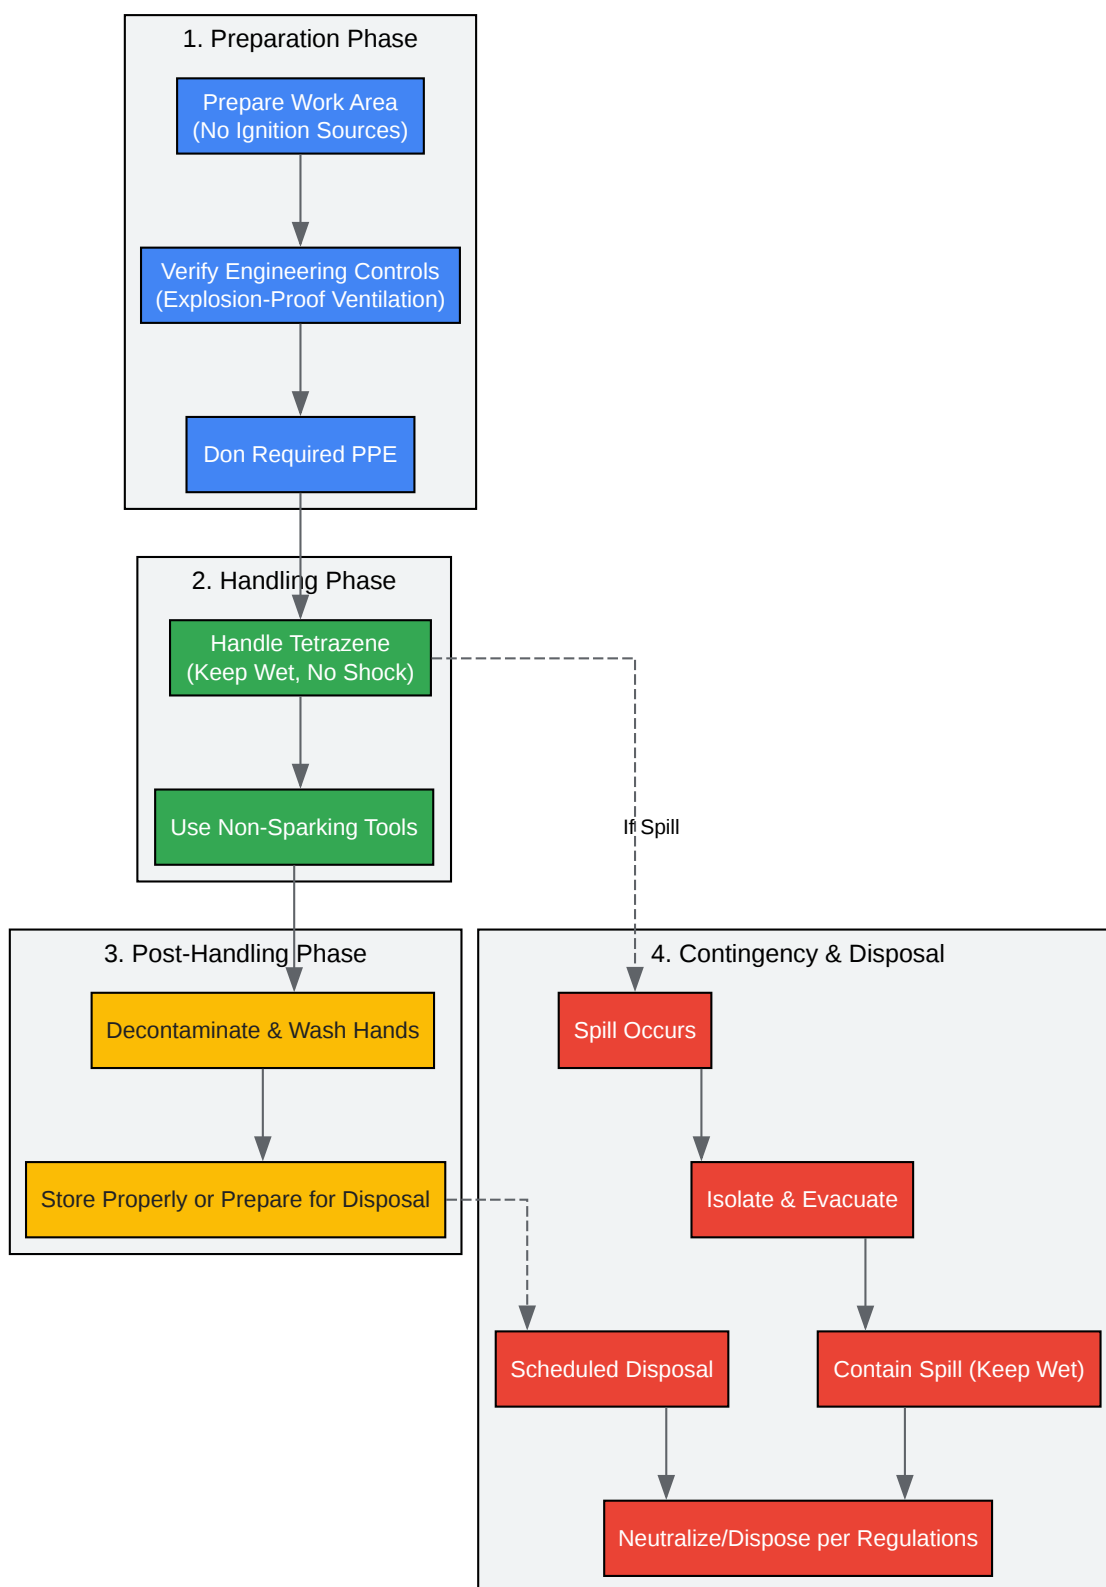 1. Preparation Phase
Prepare Work Area
(No Ignition Sources)
Verify Engineering Controls
(Explosion-Proof Ventilation)
Don Required PPE
2. Handling Phase
Handle Tetrazene
(Keep Wet, No Shock)
Use Non-Sparking Tools
If Spill
3. Post-Handling Phase
Decontaminate & Wash Hands
Store Properly or Prepare for Disposal
4. Contingency & Disposal
Spill Occurs
Isolate & Evacuate
Scheduled Disposal
Contain Spill (Keep Wet)
Neutralize/Dispose per Regulations